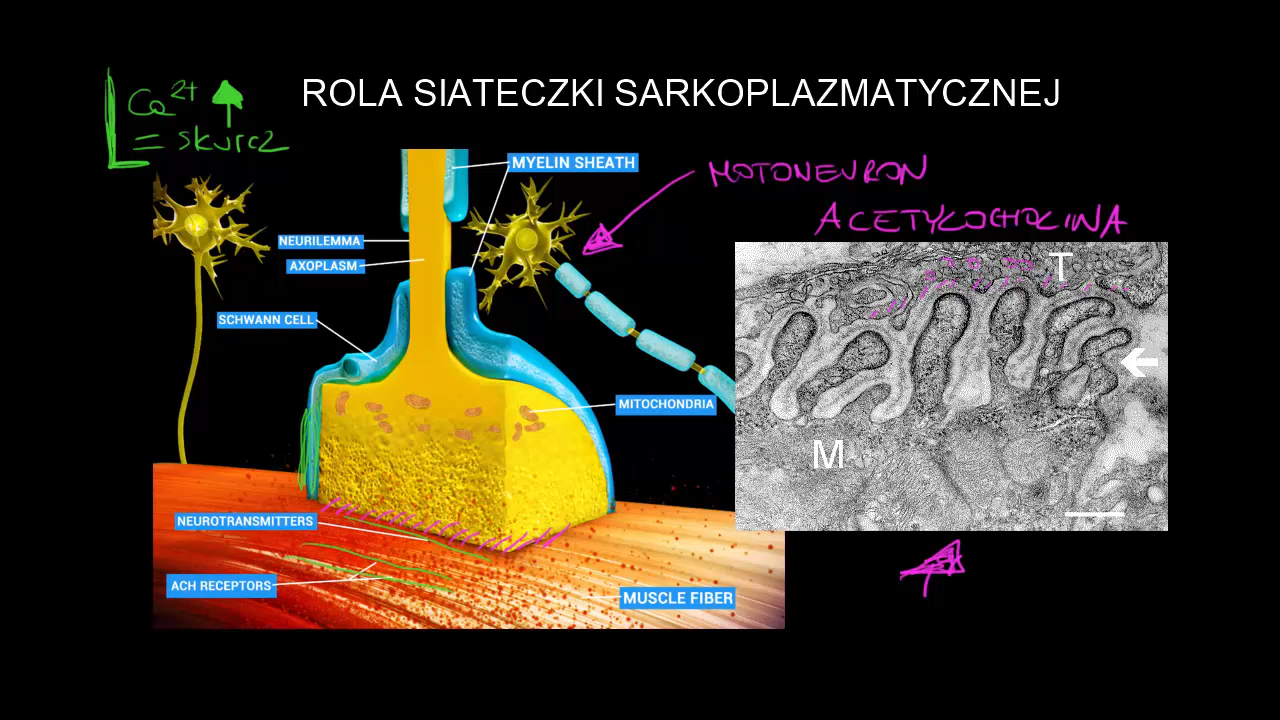 ROLA SIATECZKI SARKOPLAZMATYCZNEJ
Ca2+ ↑
= skurcz
MYELIN SHEATH
MOTONEURON
ACETYLOCHOLINA
NEURILEMMA
AXOPLASM
T
SCHWANN CELL
MITOCHONDRIA
M
NEUROTRANSMITTERS
ACH RECEPTORS
MUSCLE FIBER